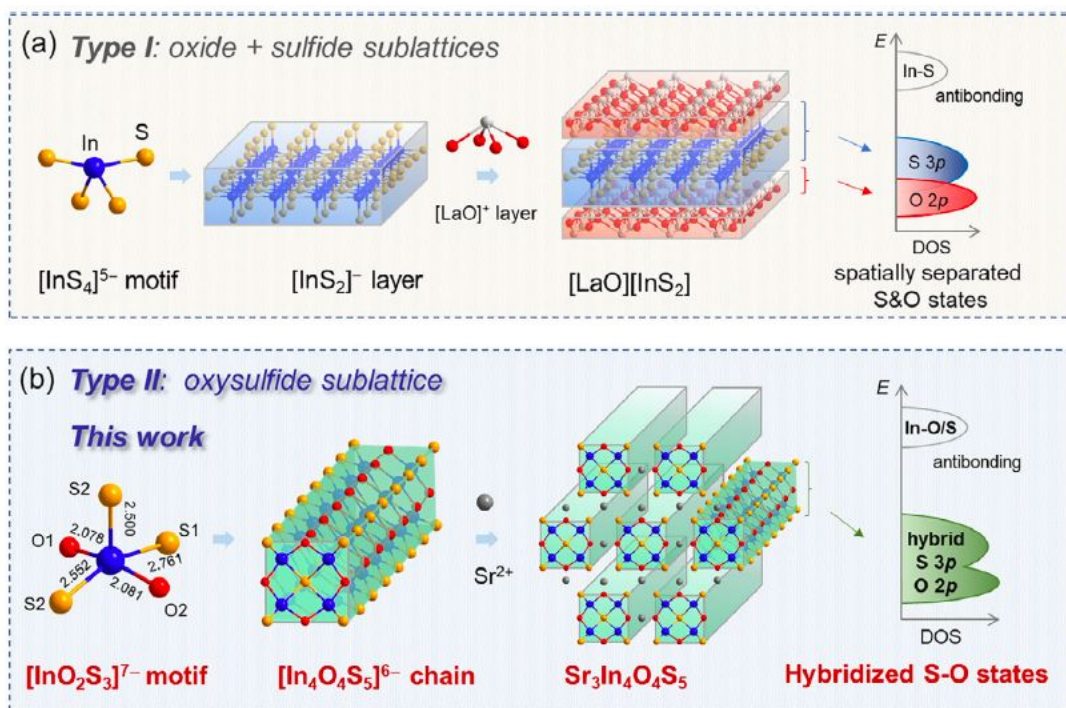 (a) Type I: oxide + sulfide sublattices
In
S
[InS₄]⁵⁻ motif
[InS₂]⁻ layer
[LaO]⁺ layer
[LaO][InS₂]
E
In-S
antibonding
S 3p
O 2p
DOS
spatially separated
S&O states
(b) Type II: oxysulfide sublattice
This work
S2
2.500
O1
2.078
S1
2.761
2.552
2.081
S2
O2
[InO₂S₃]⁷⁻ motif
[In₄O₄S₅]⁶⁻ chain
Sr²⁺
Sr₃In₄O₄S₅
E
In-O/S
antibonding
hybrid
S 3p
O 2p
DOS
Hybridized S-O states